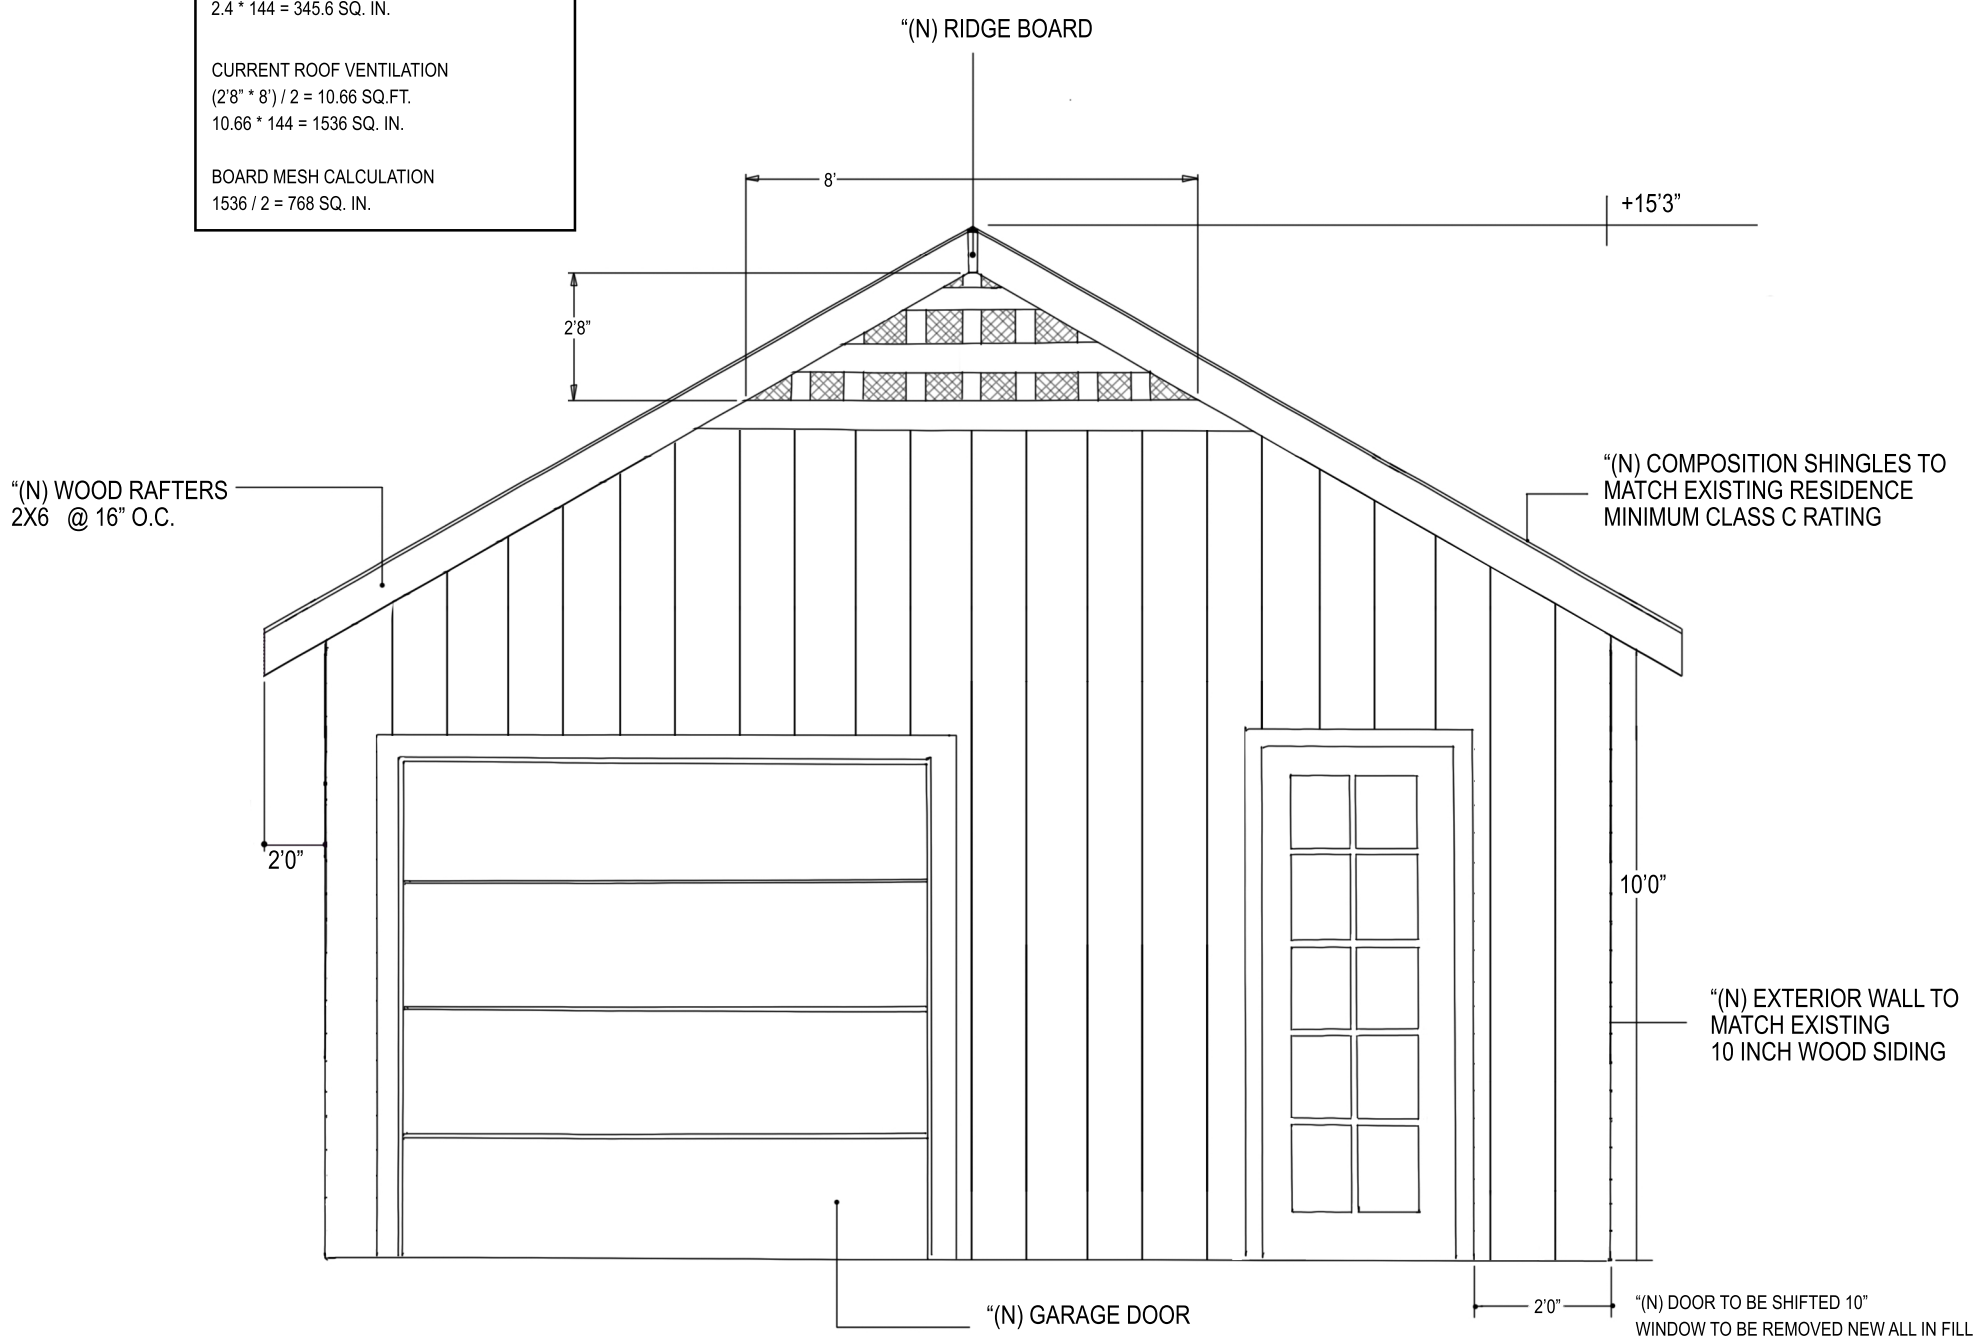 2.4 * 144 = 345.6 SQ. IN.
CURRENT ROOF VENTILATION
(2'8” * 8') / 2 = 10.66 SQ.FT.
10.66 * 144 = 1536 SQ. IN.
BOARD MESH CALCULATION
1536 / 2 = 768 SQ. IN.
“(N) RIDGE BOARD
8'
+15'3”
2'8”
“(N) WOOD RAFTERS
2X6 @ 16” O.C.
“(N) COMPOSITION SHINGLES TO
MATCH EXISTING RESIDENCE
MINIMUM CLASS C RATING
2'0”
10'0”
“(N) EXTERIOR WALL TO
MATCH EXISTING
10 INCH WOOD SIDING
“(N) GARAGE DOOR
2'0”
“(N) DOOR TO BE SHIFTED 10”
WINDOW TO BE REMOVED NEW ALL IN FILL